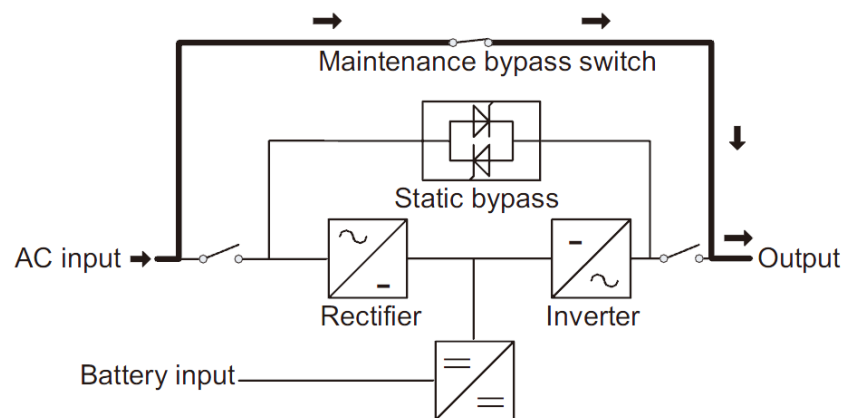 Maintenance bypass switch
Static bypass
AC input
Output
Rectifier
Inverter
Battery input